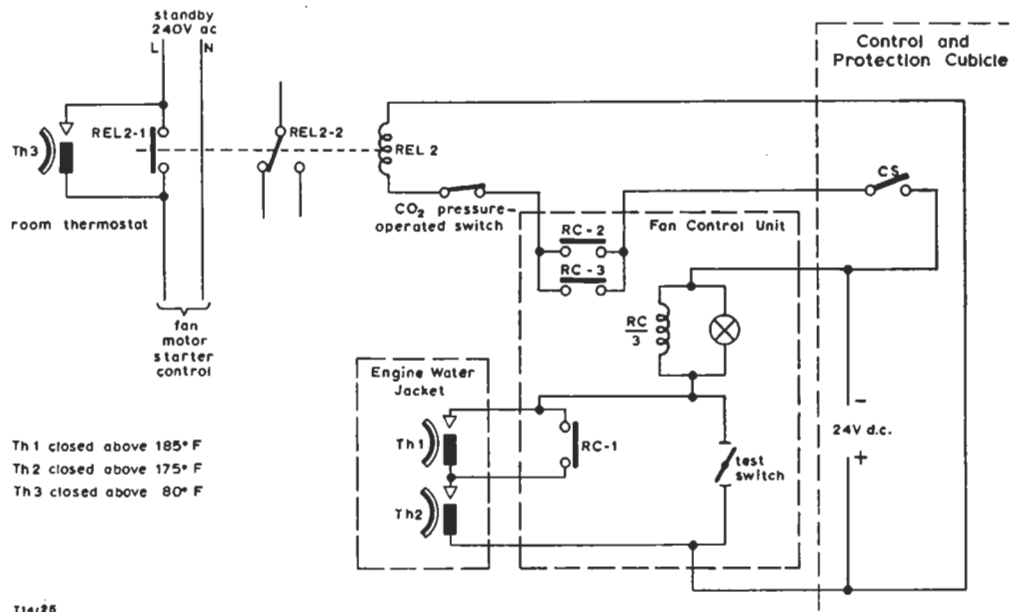 standby
240V ac
L N
Control and
Protection Cubicle
REL2-1
REL2-2
REL 2
Th3
CS
room thermostat
CO₂ pressure-
operated switch
RC-2
Fan Control Unit
RC-3
RC
3
fan
motor
starter
control
Engine Water
Jacket
Th1
RC-1
−
24V d.c.
+
test
switch
Th2
Th1 closed above 185° F
Th2 closed above 175° F
Th3 closed above 80° F
T14/25